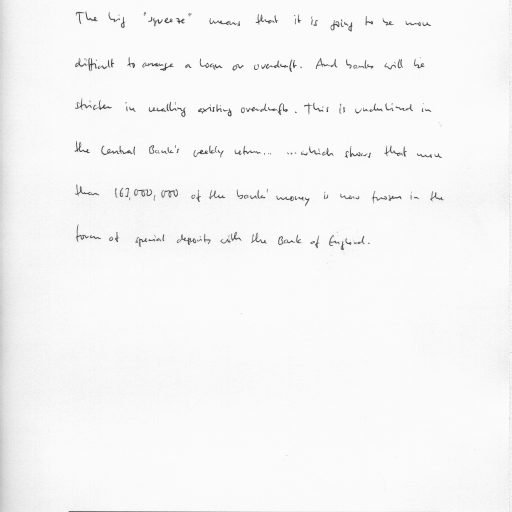 The big "squeeze" means that it is going to be more
difficult to arrange a loan or overdraft. And banks will be
stricter in recalling existing overdrafts. This is underlined in
the Central Bank's weekly return... ...which shows that more
than 163,000,000 of the banks' money is now frozen in the
form of special deposits with the Bank of England.